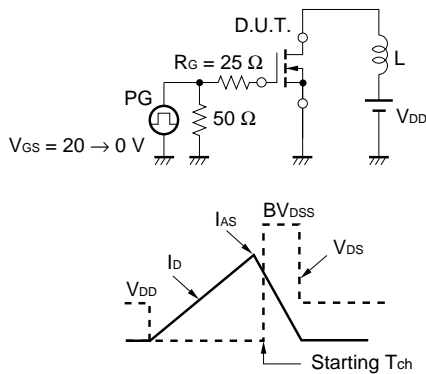 D.U.T.
RG = 25 Ω
L
PG
50 Ω
VDD
VGS = 20 → 0 V
BVDSS
IAS
VDS
ID
VDD
Starting Tch